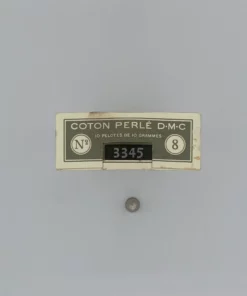 COTON PERLÉ D·M·C
10 PELOTES DE 10 GRAMMES
Nº 3345 8